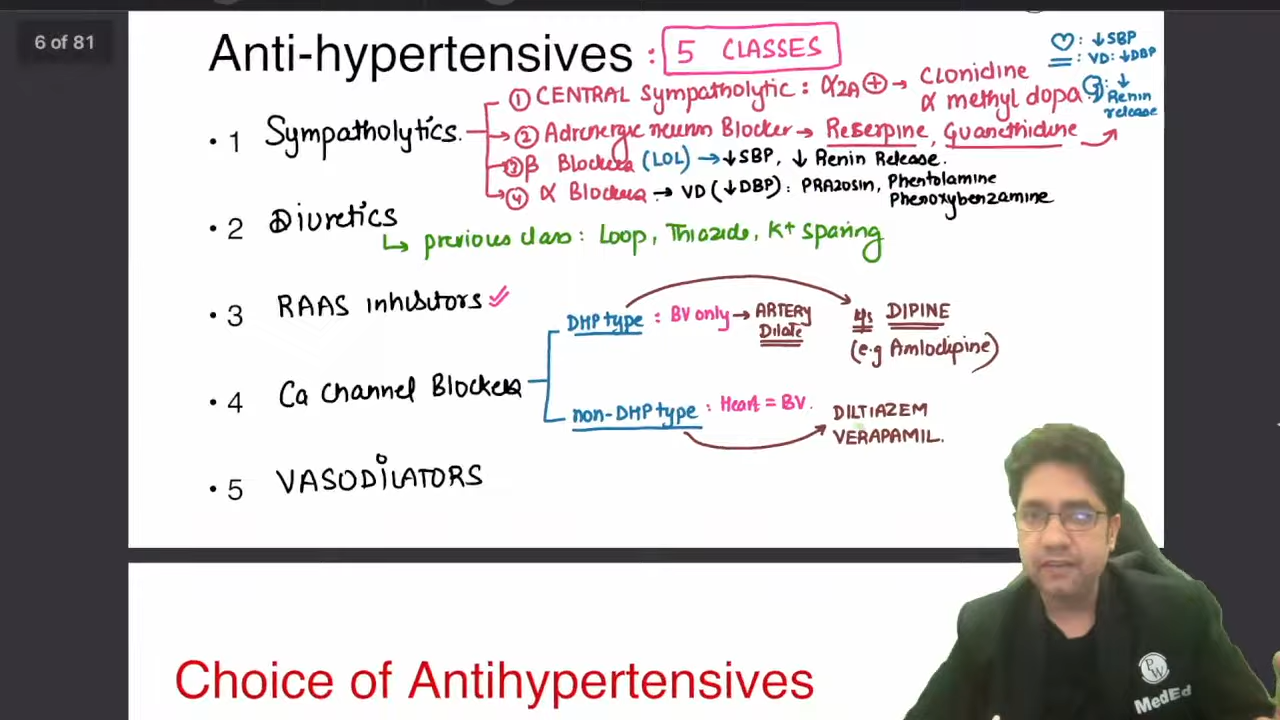 6 of 81
Anti-hypertensives : 5 CLASSES
♡ : ↓SBP
= : VD : ↓DBP
↓ Renin release
• 1 Sympatholytics.
① CENTRAL Sympatholytic : α2A ⊕ → Clonidine
α methyl dopa
② Adrenergic neuron Blocker → Reserpine, Guanethidine
③ β Blockers (LOL) → ↓SBP, ↓ Renin Release.
④ α Blockers → VD (↓DBP) : PRAZOSIN, Phentolamine
Phenoxybenzamine
• 2 Diuretics
↳ previous class : Loop, Thiazide, K+ sparing
• 3 RAAS inhibitors
• 4 Ca Channel Blockers
DHP type : BV only → ARTERY
Dilate
DIPINE
(e.g Amlodipine)
non-DHP type : Heart = BV.
DILTIAZEM
VERAPAMIL.
• 5 VASODILATORS
Choice of Antihypertensives
PW
MedEd